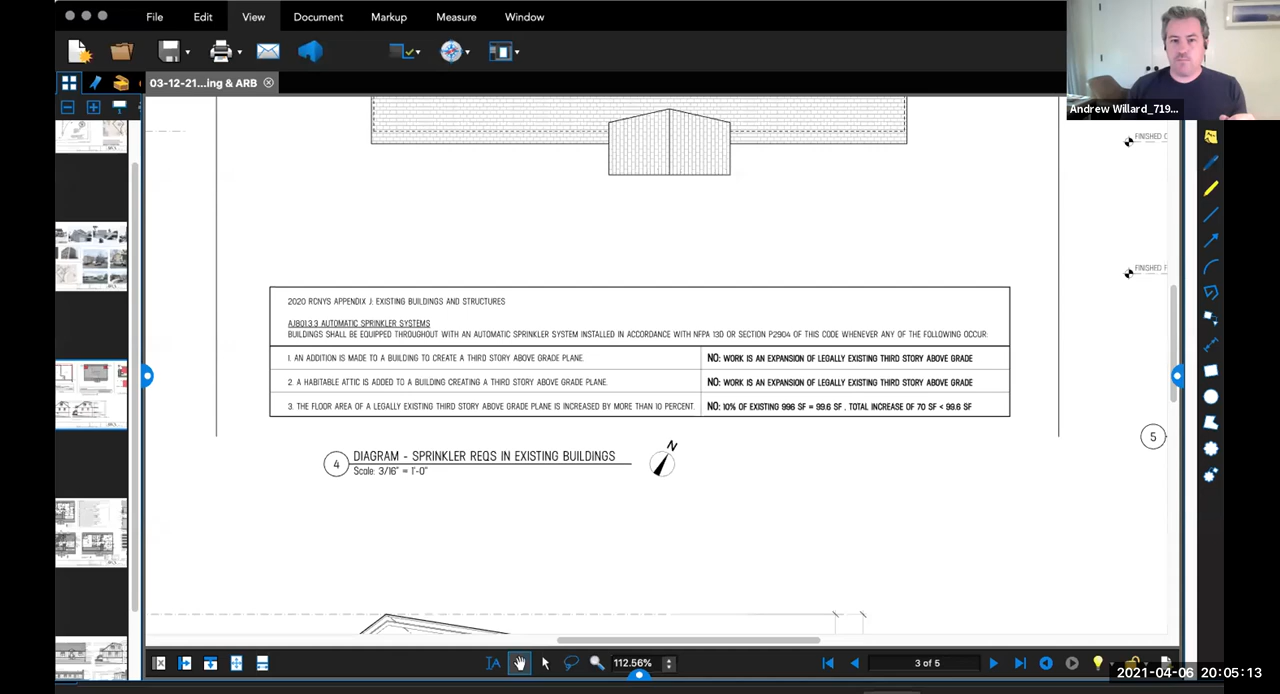 File Edit View Document Markup Measure Window
03-12-21...ing & ARB
Andrew Willard_719...
FINISHED
FINISHED F
2020 RCNYS APPENDIX J: EXISTING BUILDINGS AND STRUCTURES
AJ801.3.3 AUTOMATIC SPRINKLER SYSTEMS
BUILDINGS SHALL BE EQUIPPED THROUGHOUT WITH AN AUTOMATIC SPRINKLER SYSTEM INSTALLED IN ACCORDANCE WITH NFPA 13D OR SECTION P2904 OF THIS CODE WHENEVER ANY OF THE FOLLOWING OCCUR:
1. AN ADDITION IS MADE TO A BUILDING TO CREATE A THIRD STORY ABOVE GRADE PLANE. NO: WORK IS AN EXPANSION OF LEGALLY EXISTING THIRD STORY ABOVE GRADE
2. A HABITABLE ATTIC IS ADDED TO A BUILDING CREATING A THIRD STORY ABOVE GRADE PLANE. NO: WORK IS AN EXPANSION OF LEGALLY EXISTING THIRD STORY ABOVE GRADE
3. THE FLOOR AREA OF A LEGALLY EXISTING THIRD STORY ABOVE GRADE PLANE IS INCREASED BY MORE THAN 10 PERCENT. NO: 10% OF EXISTING 996 SF = 99.6 SF , TOTAL INCREASE OF 70 SF < 99.6 SF
5
N
4 DIAGRAM - SPRINKLER REQS IN EXISTING BUILDINGS
Scale: 3/16" = 1'-0"
IA 112.56% 3 of 5
2021-04-06 20:05:13